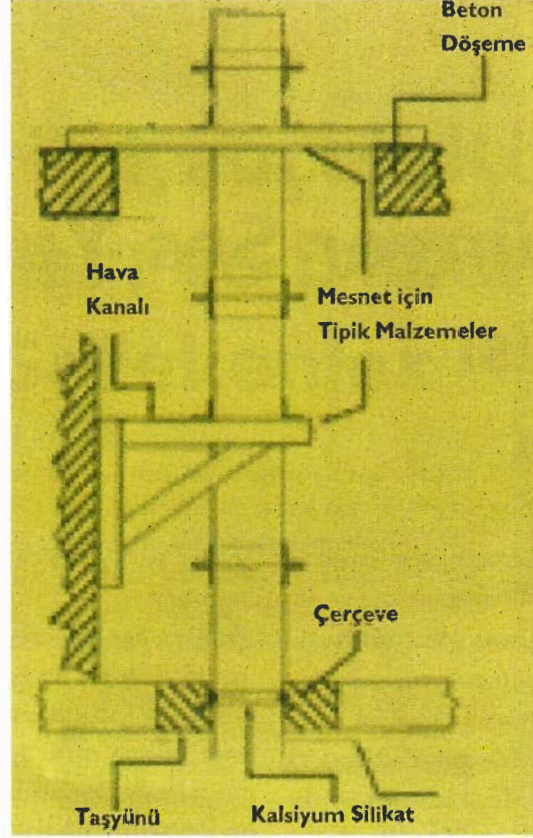 Beton
Döşeme
Hava
Kanalı
Mesnet için
Tipik Malzemeler
Çerçeve
Taşyünü
Kalsiyum Silikat